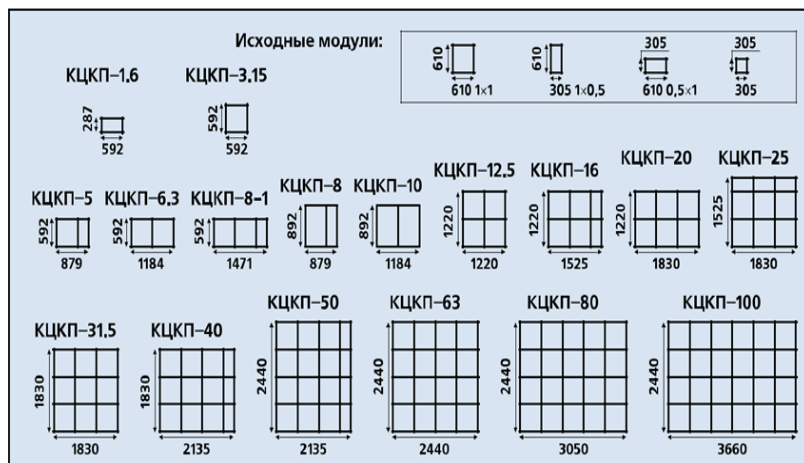 Исходные модули:
610
610 1×1
610
305 1×0,5
305
610 0,5×1
305
305
КЦКП–1.6
287
592
КЦКП–3.15
592
592
КЦКП–5
592
879
КЦКП–6.3
592
1184
КЦКП–8–1
592
1471
КЦКП–8
892
879
КЦКП–10
892
1184
КЦКП–12.5
1220
1220
КЦКП–16
1220
1525
КЦКП–20
1220
1830
КЦКП–25
1525
1830
КЦКП–31,5
1830
1830
КЦКП–40
1830
2135
КЦКП–50
2440
2135
КЦКП–63
2440
2440
КЦКП–80
2440
3050
КЦКП–100
2440
3660